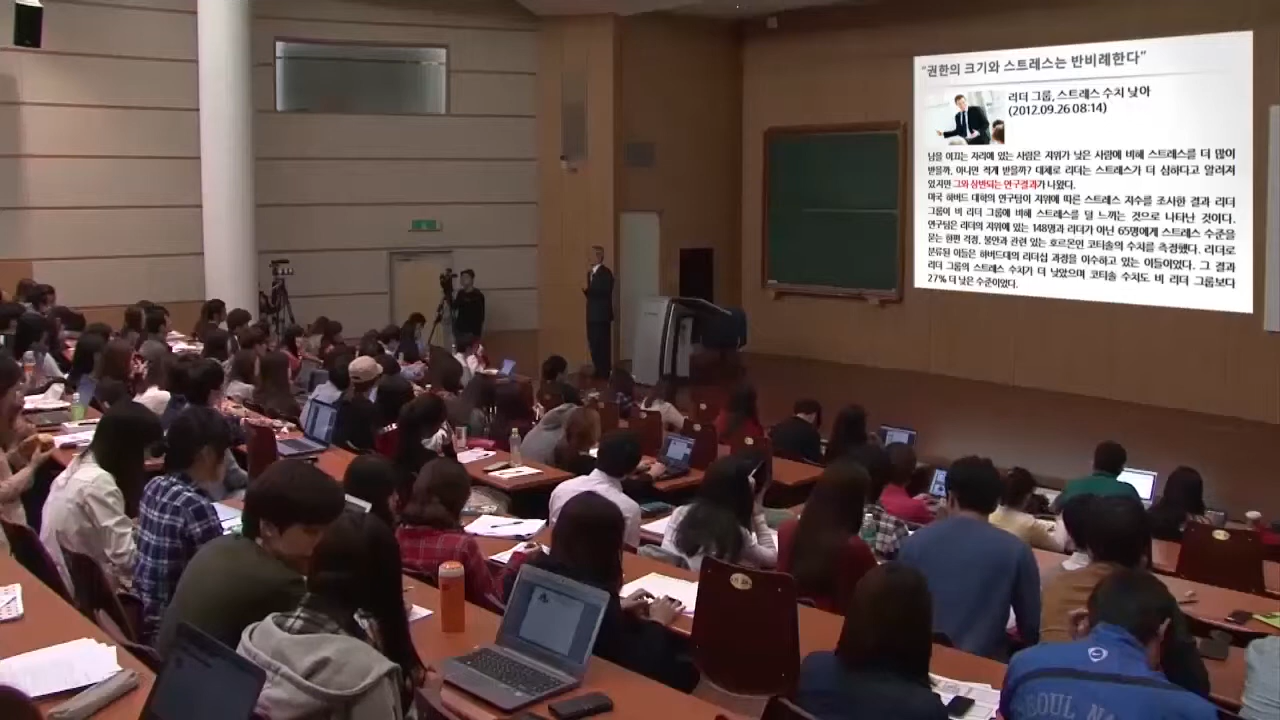 "권한의 크기와 스트레스는 반비례한다"
리더 그룹, 스트레스 수치 낮아
(2012.09.26 08:14)
남을 이끄는 자리에 있는 사람은 지위가 낮은 사람에 비해 스트레스를 더 많이
받을까, 아니면 적게 받을까? 대체로 리더는 스트레스가 더 심하다고 알려져
있지만 그와 상반되는 연구결과가 나왔다.
미국 하버드 대학의 연구팀이 지위에 따른 스트레스 지수를 조사한 결과 리더
그룹이 비 리더 그룹에 비해 스트레스를 덜 느끼는 것으로 나타난 것이다.
연구팀은 리더의 지위에 있는 148명과 리더가 아닌 65명에게 스트레스 수준을
묻는 한편 걱정, 불안과 관련 있는 호르몬인 코티솔의 수치를 측정했다. 리더로
분류된 이들은 하버드대의 리더십 과정을 이수하고 있는 이들이었다. 그 결과
리더 그룹의 스트레스 수치가 더 낮았으며 코티솔 수치도 비 리더 그룹보다
27% 더 낮은 수준이었다.
SEOUL NA